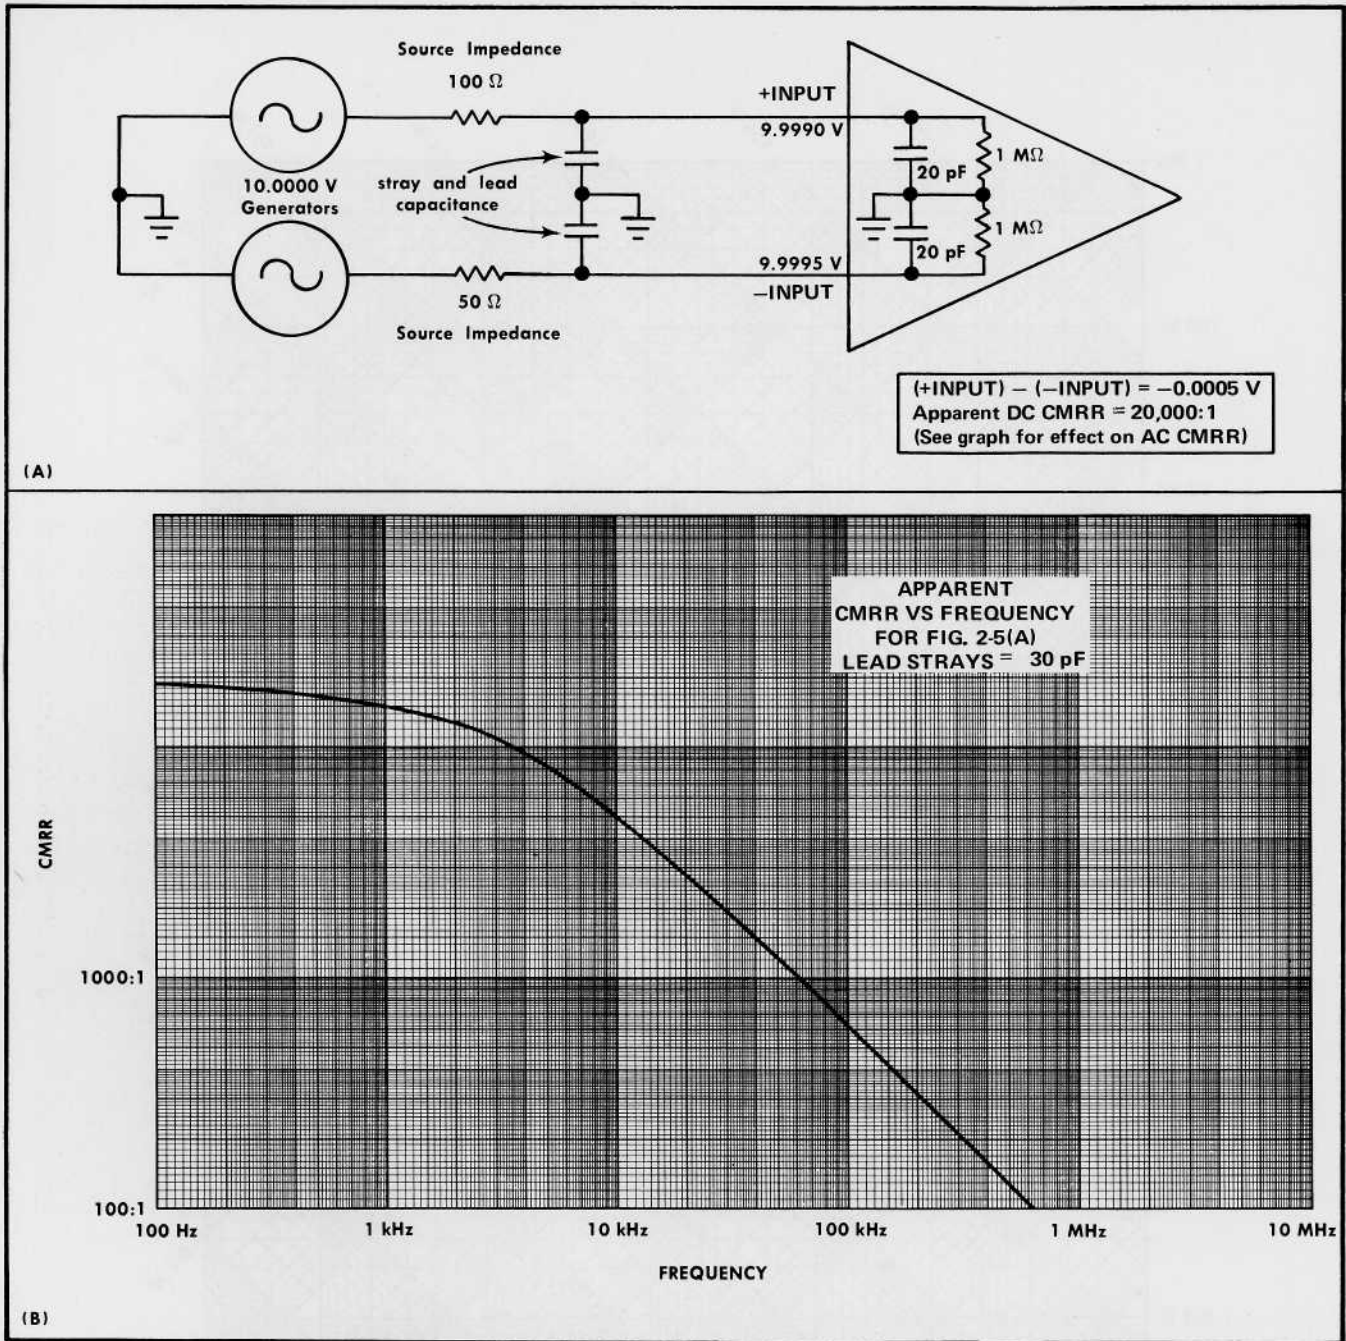 Source Impedance
100 Ω
+INPUT
9.9990 V
20 pF
1 MΩ
10.0000 V
Generators
stray and lead
capacitance
20 pF
1 MΩ
9.9995 V
−INPUT
50 Ω
Source Impedance
(+INPUT) − (−INPUT) = −0.0005 V
Apparent DC CMRR = 20,000:1
(See graph for effect on AC CMRR)
(A)
APPARENT
CMRR VS FREQUENCY
FOR FIG. 2-5(A)
LEAD STRAYS = 30 pF
CMRR
1000:1
100:1
100 Hz 1 kHz 10 kHz 100 kHz 1 MHz 10 MHz
FREQUENCY
(B)